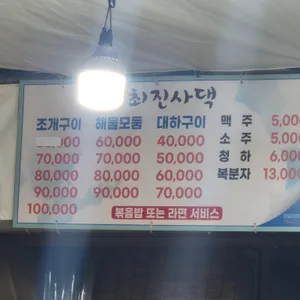 최진사댁
조개구이 해물모둠 대하구이 맥 주 5,000
,000 60,000 40,000 소 주 5,000
70,000 70,000 50,000 청 하 6,000
80,000 80,000 60,000 복분자 13,000
90,000 90,000 70,000
100,000
볶음밥 또는 라면 서비스